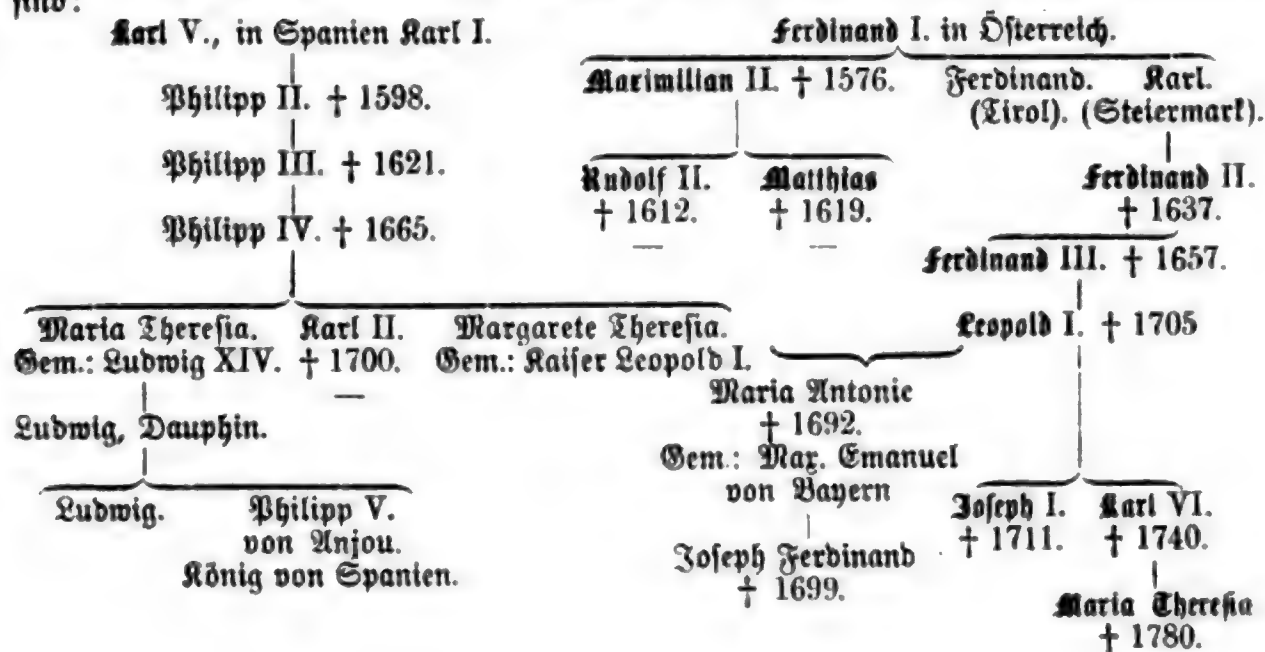 sind:
Karl V., in Spanien Karl I.
Philipp II. † 1598.
Philipp III. † 1621.
Philipp IV. † 1665.
Maria Theresia. Karl II. Margarete Theresia.
Gem.: Ludwig XIV. † 1700. Gem.: Kaiser Leopold I.
—
Ludwig, Dauphin.
Ludwig. Philipp V.
von Anjou.
König von Spanien.
Ferdinand I. in Österreich.
Maximilian II. † 1576. Ferdinand. Karl.
(Tirol). (Steiermark).
Rudolf II. Matthias Ferdinand II.
† 1612. † 1619. † 1637.
— —
Ferdinand III. † 1657.
Leopold I. † 1705
Maria Antonie
† 1692.
Gem.: Max. Emanuel
von Bayern
Joseph Ferdinand
† 1699.
Joseph I. Karl VI.
† 1711. † 1740.
Maria Theresia
† 1780.